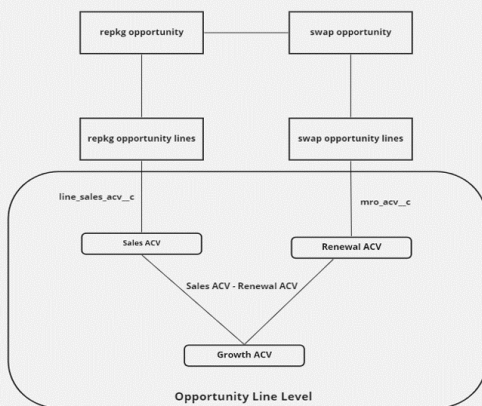 repkg opportunity
swap opportunity
repkg opportunity lines
swap opportunity lines
line_sales_acv__c
mro_acv__c
Sales ACV
Renewal ACV
Sales ACV - Renewal ACV
Growth ACV
Opportunity Line Level